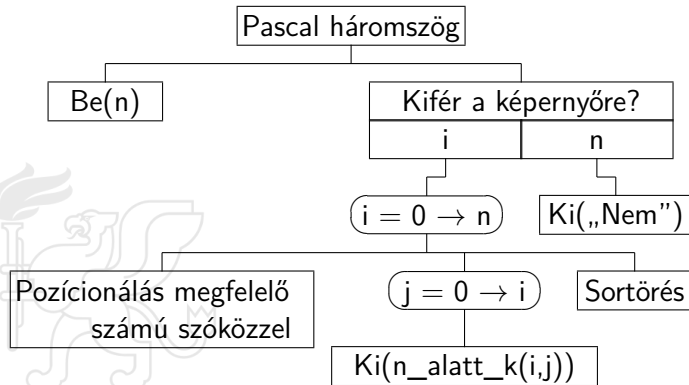 Pascal háromszög
Be(n)
Kifér a képernyőre?
i
n
i = 0 → n
Ki(„Nem”)
Pozícionálás megfelelő
számú szóközzel
j = 0 → i
Sortörés
Ki(n_alatt_k(i,j))